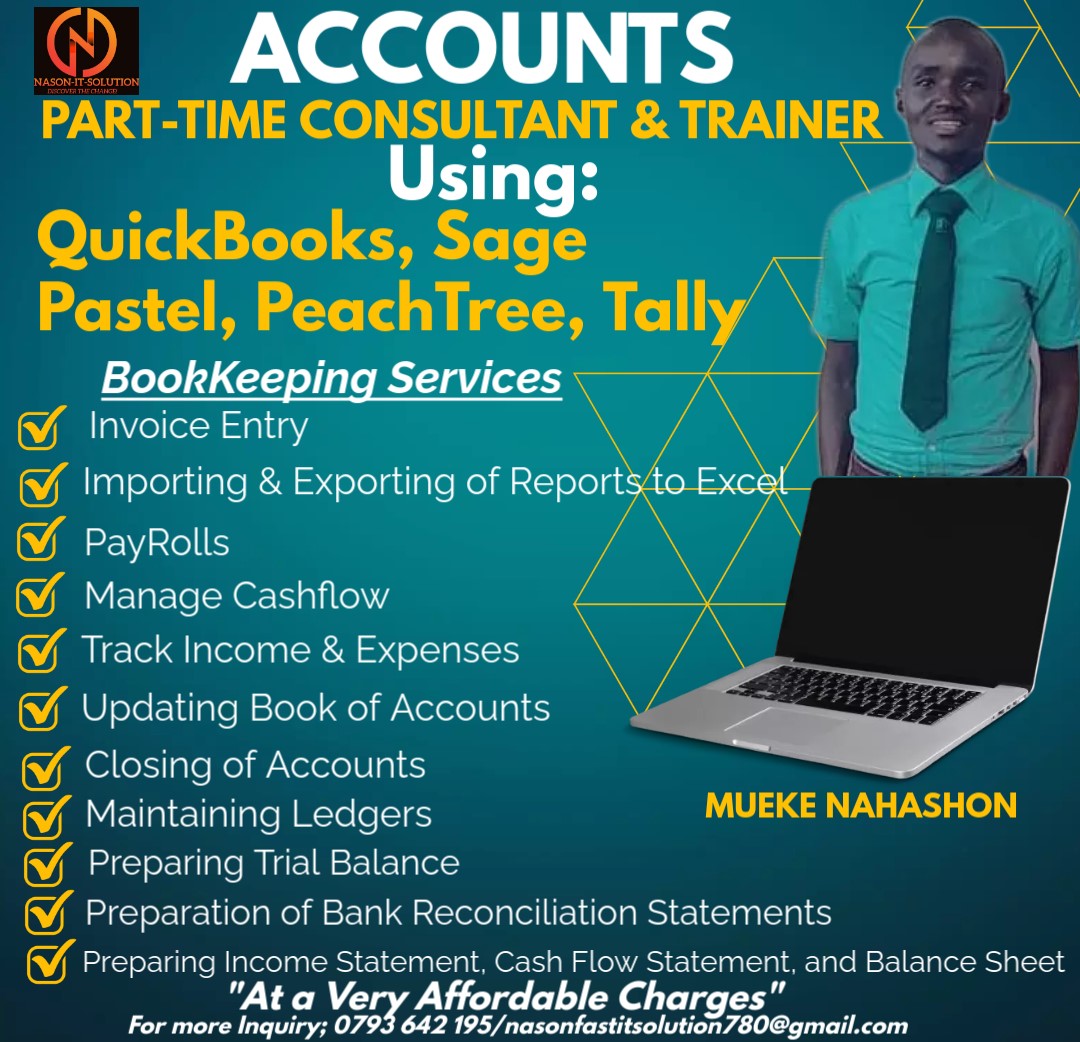 NASON-IT-SOLUTION
DISCOVER THE CHANGE!
ACCOUNTS
PART-TIME CONSULTANT & TRAINER
Using:
QuickBooks, Sage
Pastel, PeachTree, Tally
BookKeeping Services
Invoice Entry
Importing & Exporting of Reports to Excel
PayRolls
Manage Cashflow
Track Income & Expenses
Updating Book of Accounts
Closing of Accounts
Maintaining Ledgers
Preparing Trial Balance
Preparation of Bank Reconciliation Statements
Preparing Income Statement, Cash Flow Statement, and Balance Sheet
MUEKE NAHASHON
"At a Very Affordable Charges"
For more Inquiry; 0793 642 195/nasonfastitsolution780@gmail.com